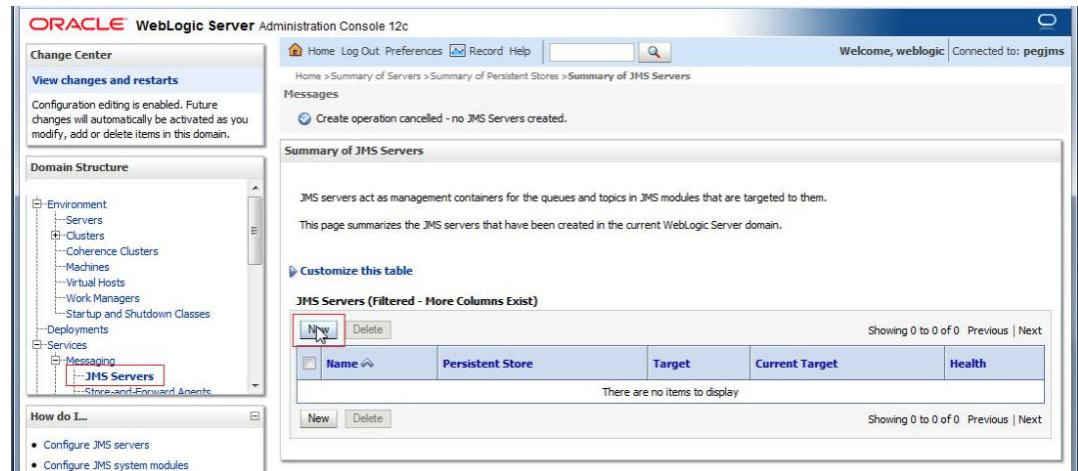 ORACLE WebLogic Server Administration Console 12c
Change Center
View changes and restarts
Configuration editing is enabled. Future
changes will automatically be activated as you
modify, add or delete items in this domain.
Domain Structure
Environment
Servers
Clusters
Coherence Clusters
Machines
Virtual Hosts
Work Managers
Startup and Shutdown Classes
Deployments
Services
Messaging
JMS Servers
Store-and-Forward Agents
How do I...
Configure JMS servers
Configure JMS system modules
Home Log Out Preferences Record Help
Welcome, weblogic Connected to: pegjms
Home >Summary of Servers >Summary of Persistent Stores >Summary of JMS Servers
Messages
Create operation cancelled - no JMS Servers created.
Summary of JMS Servers
JMS servers act as management containers for the queues and topics in JMS modules that are targeted to them.
This page summarizes the JMS servers that have been created in the current WebLogic Server domain.
Customize this table
JMS Servers (Filtered - More Columns Exist)
New Delete Showing 0 to 0 of 0 Previous | Next
Name Persistent Store Target Current Target Health
There are no items to display
New Delete Showing 0 to 0 of 0 Previous | Next